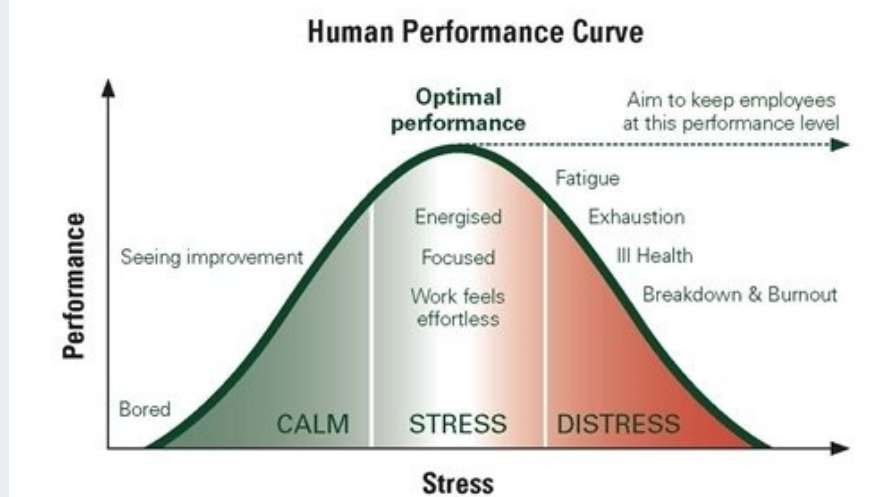 Human Performance Curve
Optimal
performance
Aim to keep employees
at this performance level
Fatigue
Energised
Exhaustion
Seeing improvement
Focused
Ill Health
Work feels
effortless
Breakdown & Burnout
Bored
CALM
STRESS
DISTRESS
Performance
Stress